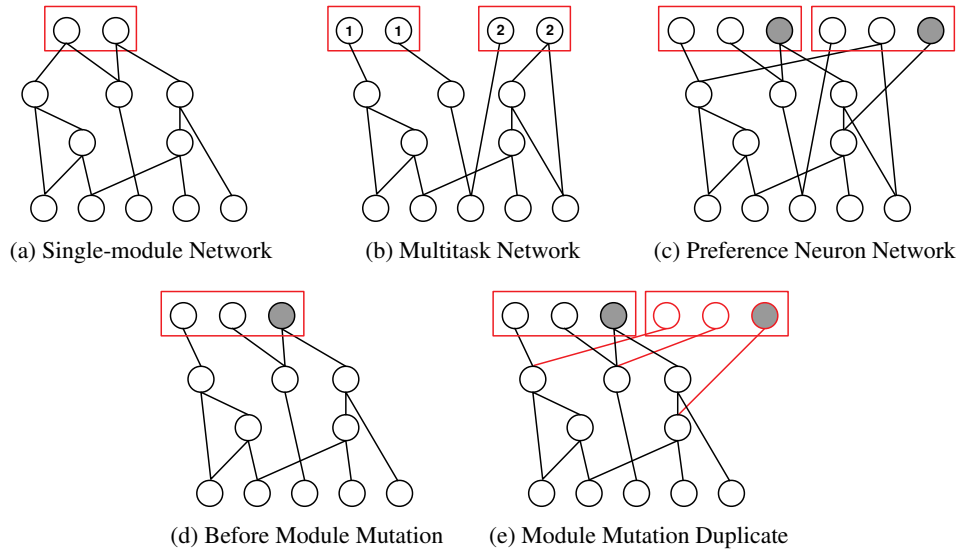 1 1 2 2
(a) Single-module Network (b) Multitask Network (c) Preference Neuron Network
(d) Before Module Mutation (e) Module Mutation Duplicate